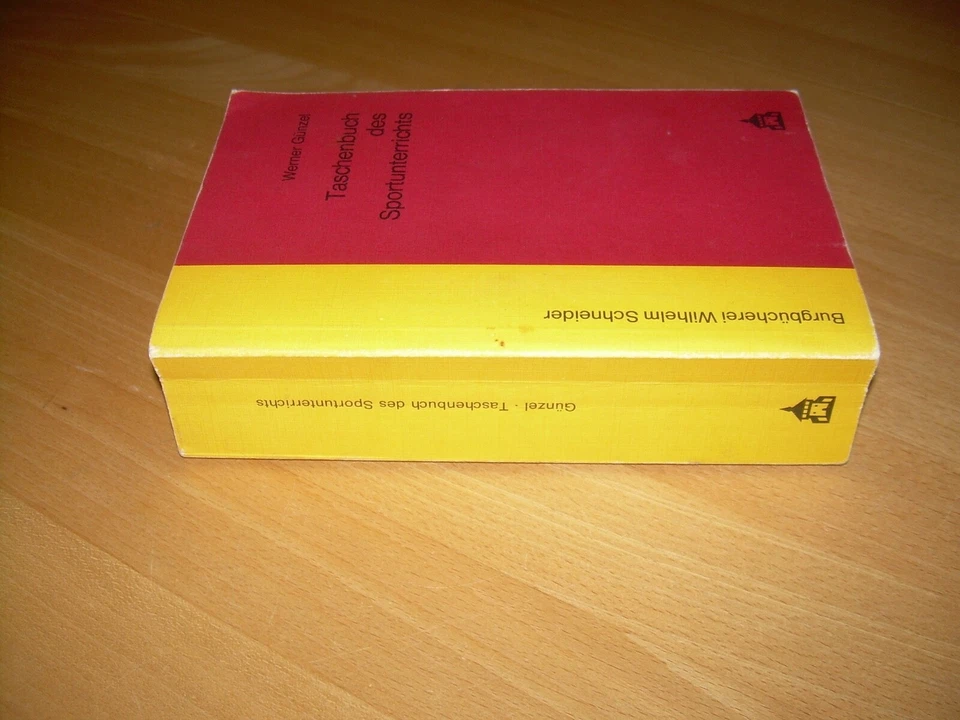 Werner Günzel
Taschenbuch
des
Sportunterrichts
Burgbücherei Wilhelm Schneider
Günzel · Taschenbuch des Sportunterrichts